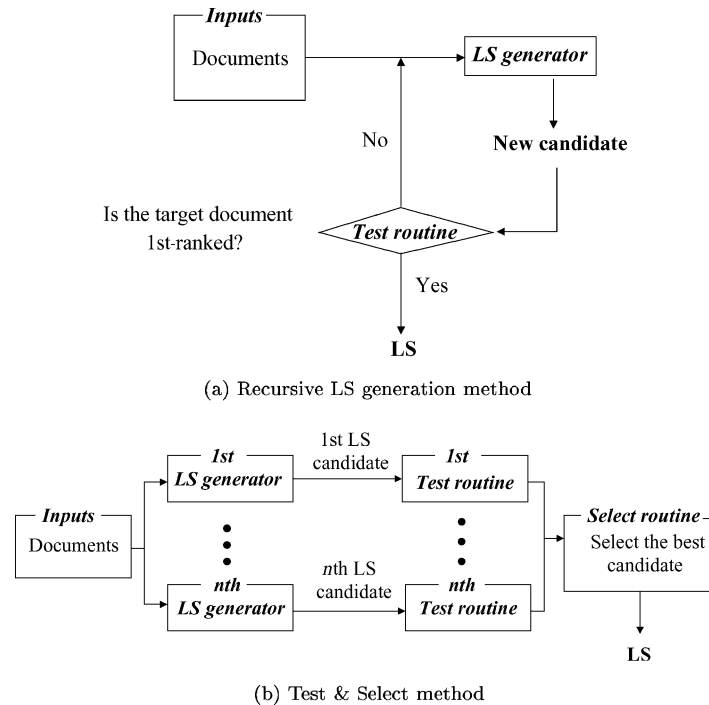 Inputs
Documents
LS generator
No
New candidate
Is the target document
1st-ranked?
Test routine
Yes
LS
(a) Recursive LS generation method
1st
LS generator
1st LS
candidate
1st
Test routine
Inputs
Documents
Select routine
Select the best
candidate
nth
LS generator
nth LS
candidate
nth
Test routine
LS
(b) Test & Select method